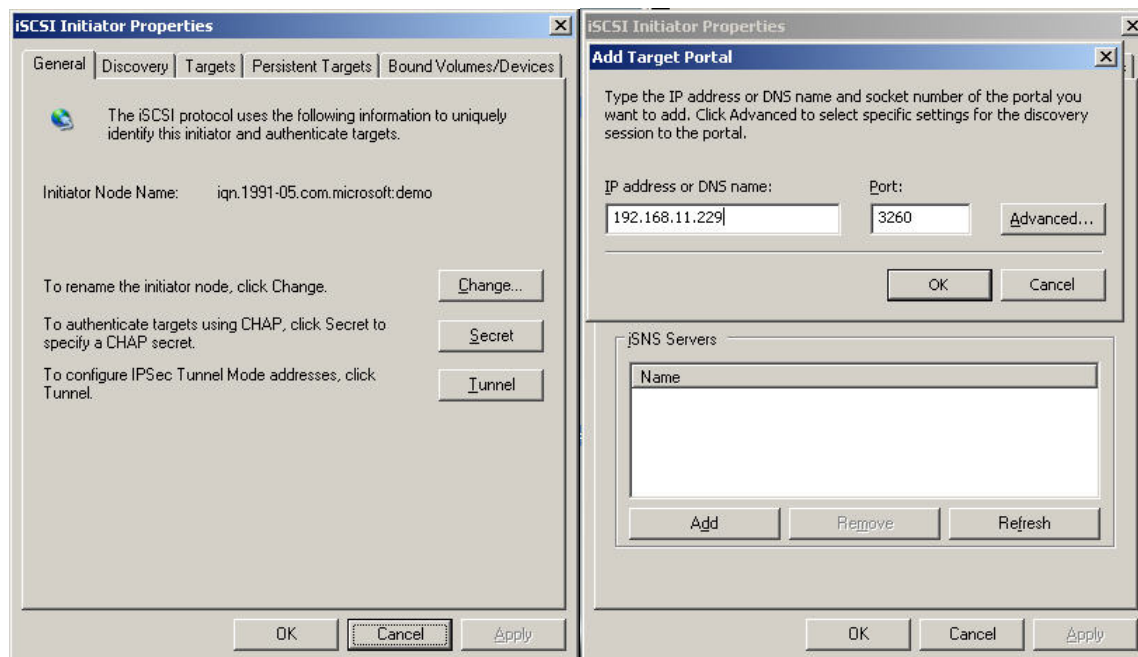 iSCSI Initiator Properties
General
Discovery
Targets
Persistent Targets
Bound Volumes/Devices
The iSCSI protocol uses the following information to uniquely
identify this initiator and authenticate targets.
Initiator Node Name: iqn.1991-05.com.microsoft:demo
To rename the initiator node, click Change.
Change...
To authenticate targets using CHAP, click Secret to
specify a CHAP secret.
Secret
To configure IPSec Tunnel Mode addresses, click
Tunnel.
Tunnel
OK
Cancel
Apply
iSCSI Initiator Properties
Add Target Portal
Type the IP address or DNS name and socket number of the portal you
want to add. Click Advanced to select specific settings for the discovery
session to the portal.
IP address or DNS name: Port:
192.168.11.229 3260
Advanced...
OK
Cancel
iSNS Servers
Name
Add
Remove
Refresh
OK
Cancel
Apply